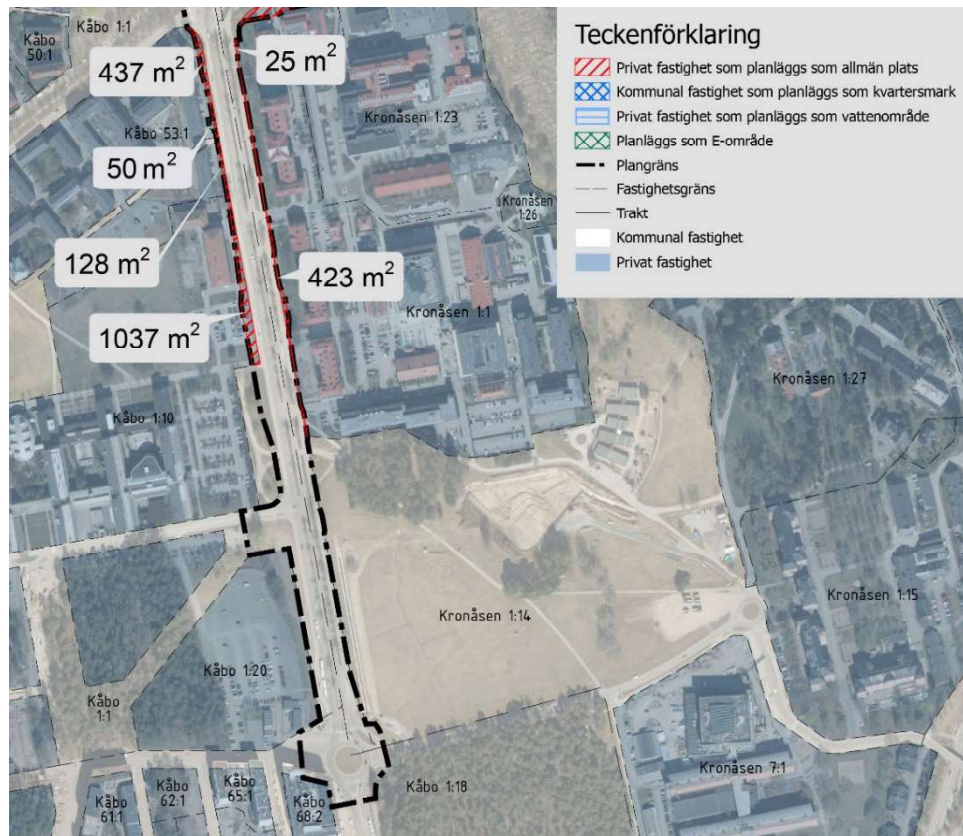 Teckenförklaring
Privat fastighet som planläggs som allmän plats
Kommunal fastighet som planläggs som kvartersmark
Privat fastighet som planläggs som vattenområde
Planläggs som E-område
Plangräns
Fastighetsgräns
Trakt
Kommunal fastighet
Privat fastighet
Kåbo 1:1
Kåbo
50:1
437 m²
25 m²
Kåbo 53:1
Kronåsen 1:23
50 m²
Kronåsen
1:26
128 m²
423 m²
1037 m²
Kronåsen 1:1
Kåbo 1:10
Kronåsen 1:27
Kronåsen 1:14
Kronåsen 1:15
Kåbo 1:20
Kåbo
1:1
Kåbo
61:1
Kåbo
62:1
Kåbo
65:1
Kåbo
68:2
Kåbo 1:18
Kronåsen 7:1